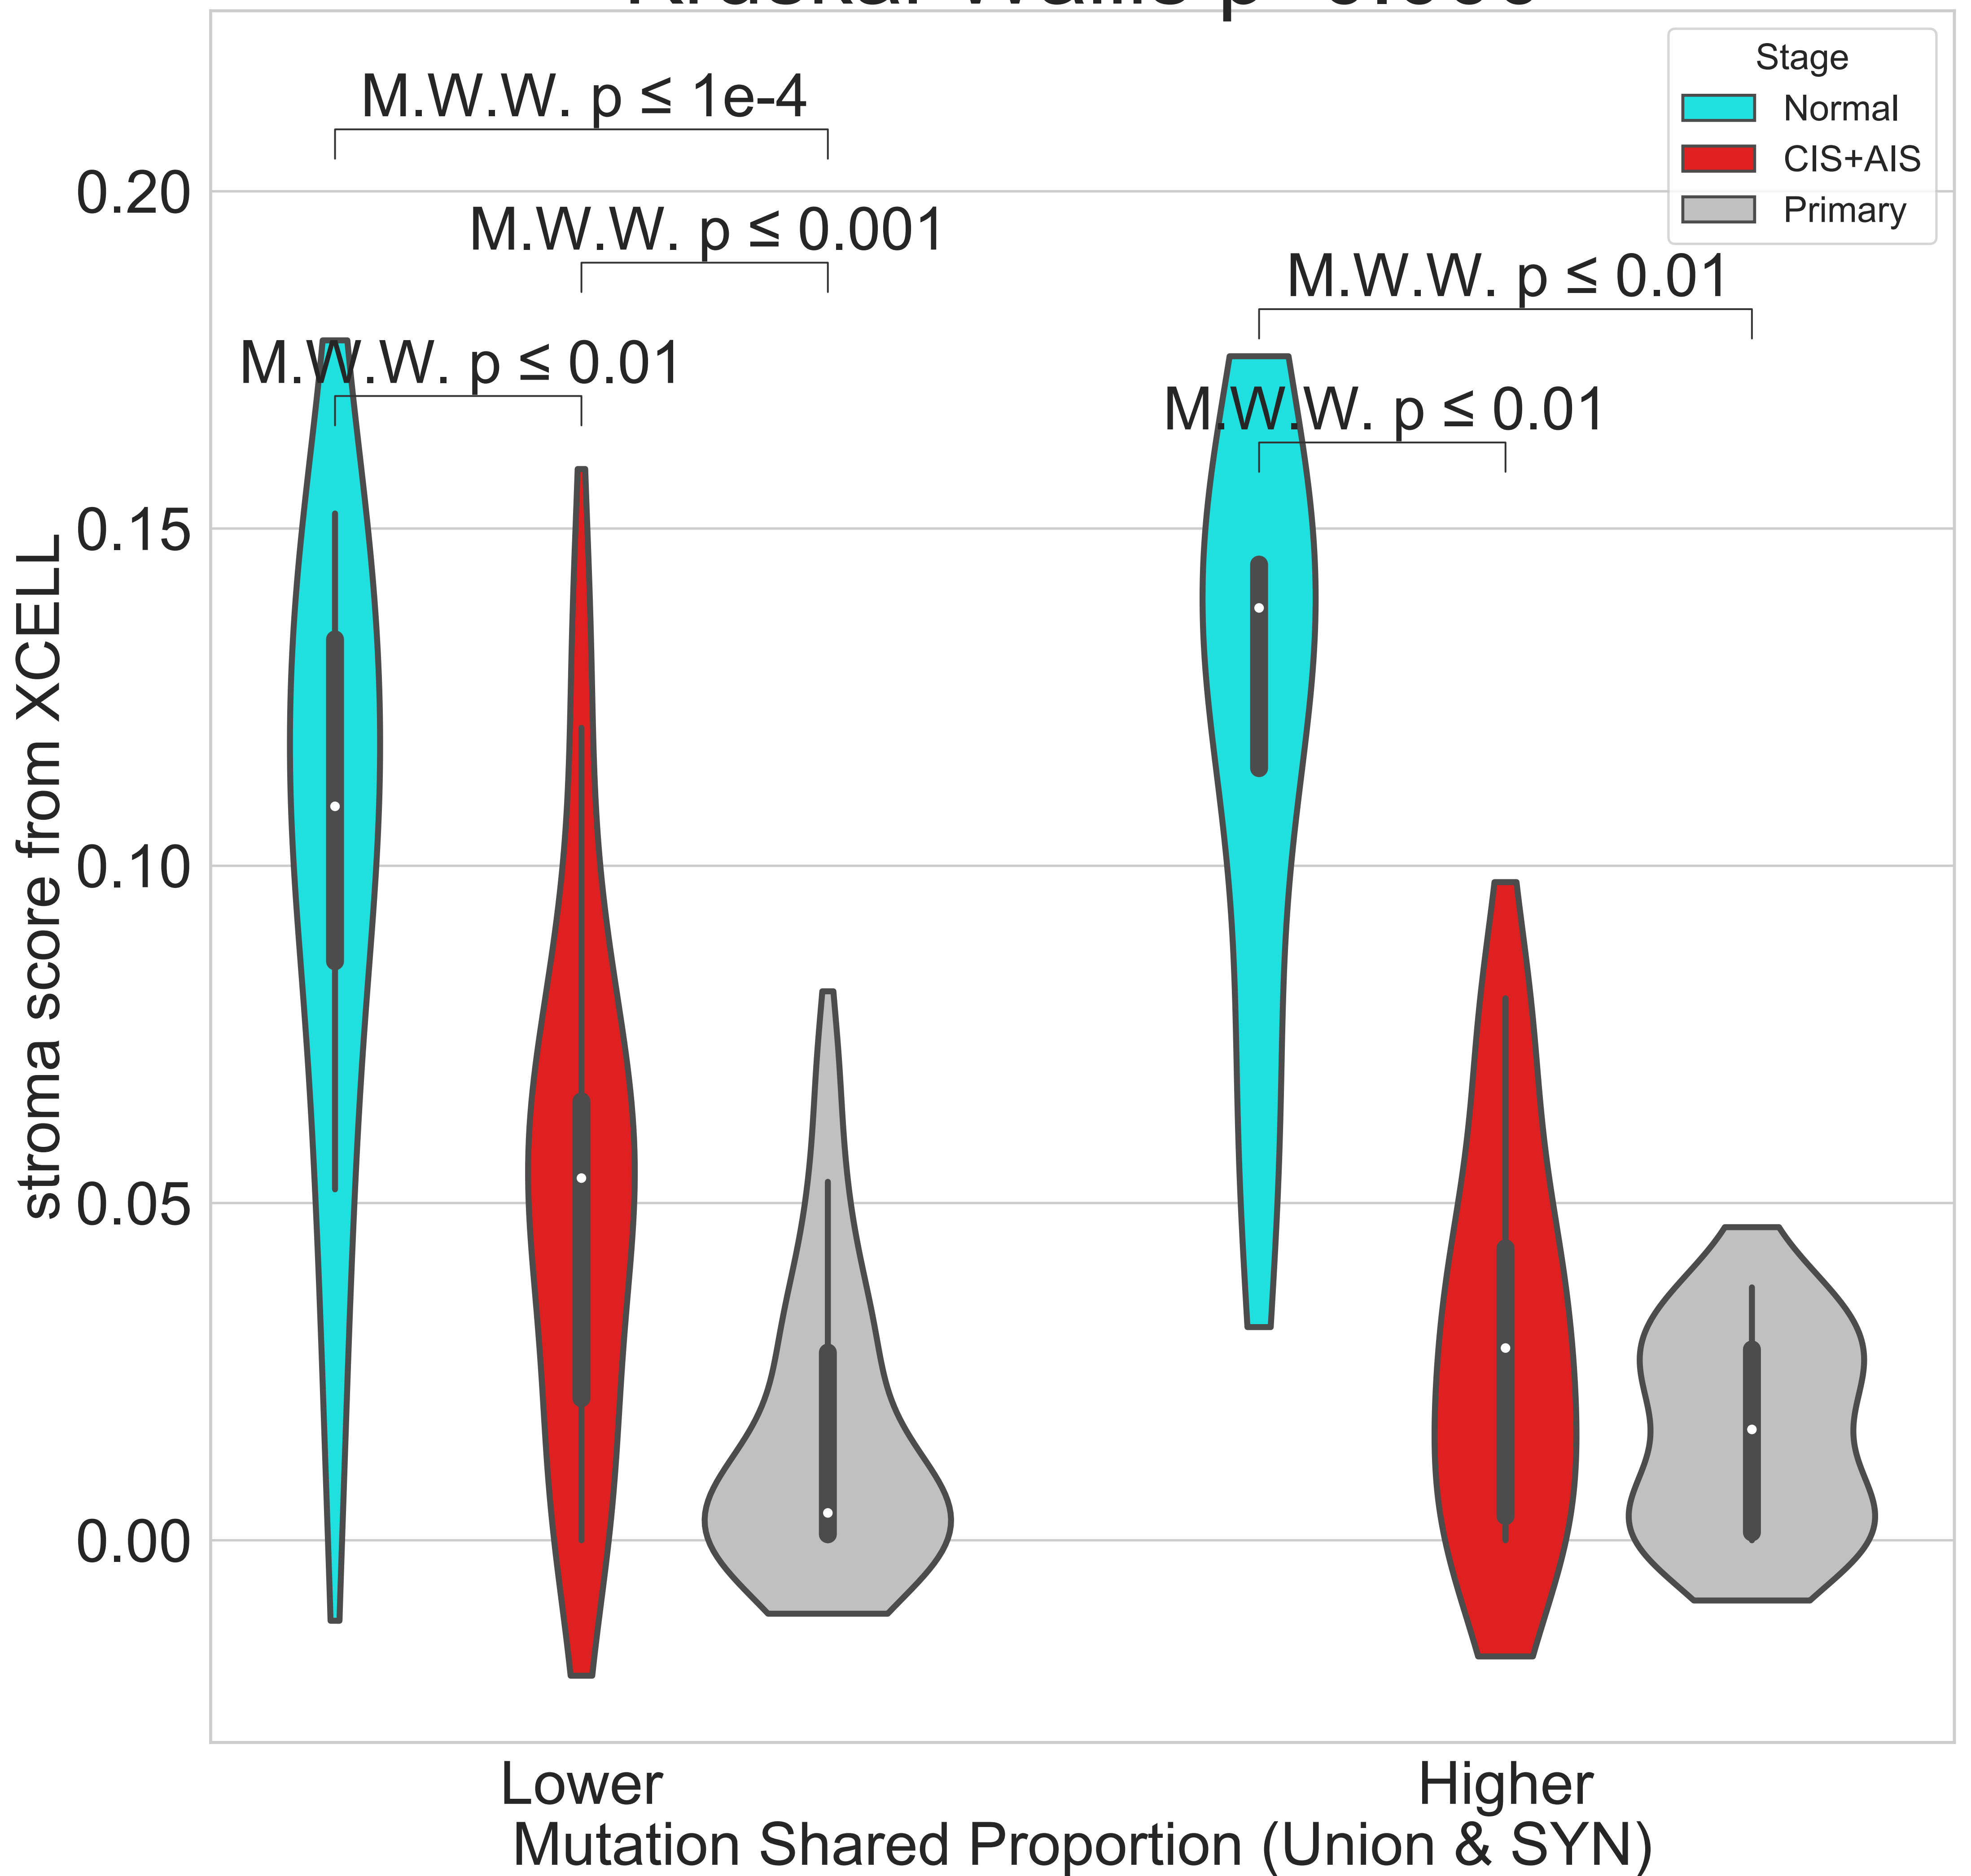 Stage
Normal
CIS+AIS
Primary
M.W.W. p ≤ 1e-4
M.W.W. p ≤ 0.001
M.W.W. p ≤ 0.01
M.W.W. p ≤ 0.01
M.W.W. p ≤ 0.01
stroma score from XCELL
0.20
0.15
0.10
0.05
0.00
Lower
Higher
Mutation Shared Proportion (Union & SYN)